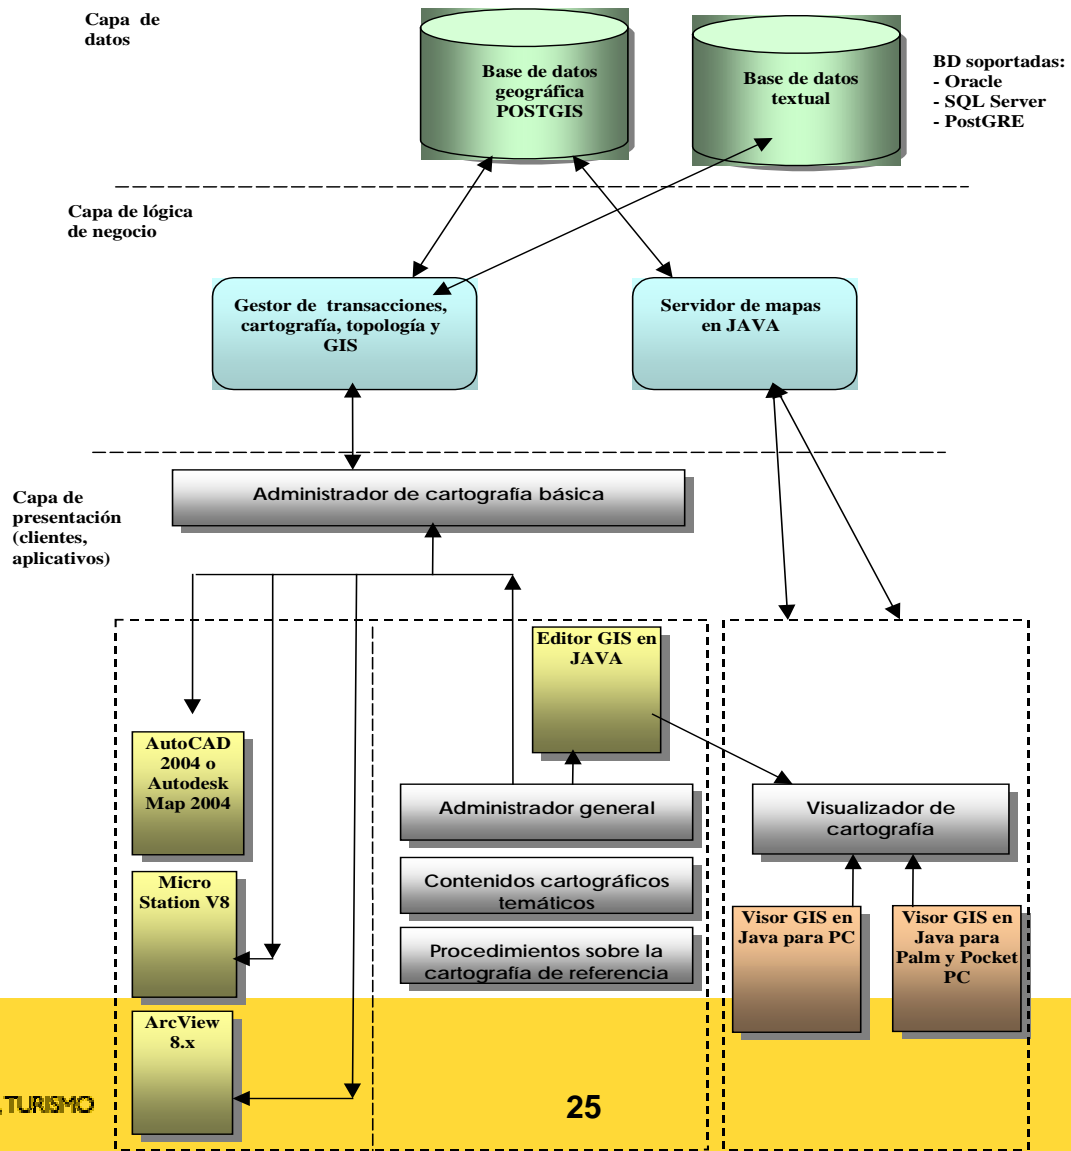 Capa de
datos
Base de datos
geográfica
POSTGIS
Base de datos
textual
BD soportadas:
- Oracle
- SQL Server
- PostGRE
Capa de lógica
de negocio
Gestor de transacciones,
cartografía, topología y
GIS
Servidor de mapas
en JAVA
Capa de
presentación
(clientes,
aplicativos)
Administrador de cartografía básica
Editor GIS en
JAVA
AutoCAD
2004 o
Autodesk
Map 2004
Administrador general
Visualizador de
cartografía
Micro
Station V8
Contenidos cartográficos
temáticos
Procedimientos sobre la
cartografía de referencia
Visor GIS en
Java para PC
Visor GIS en
Java para
Palm y Pocket
PC
ArcView
8.x
, TURISMO
25